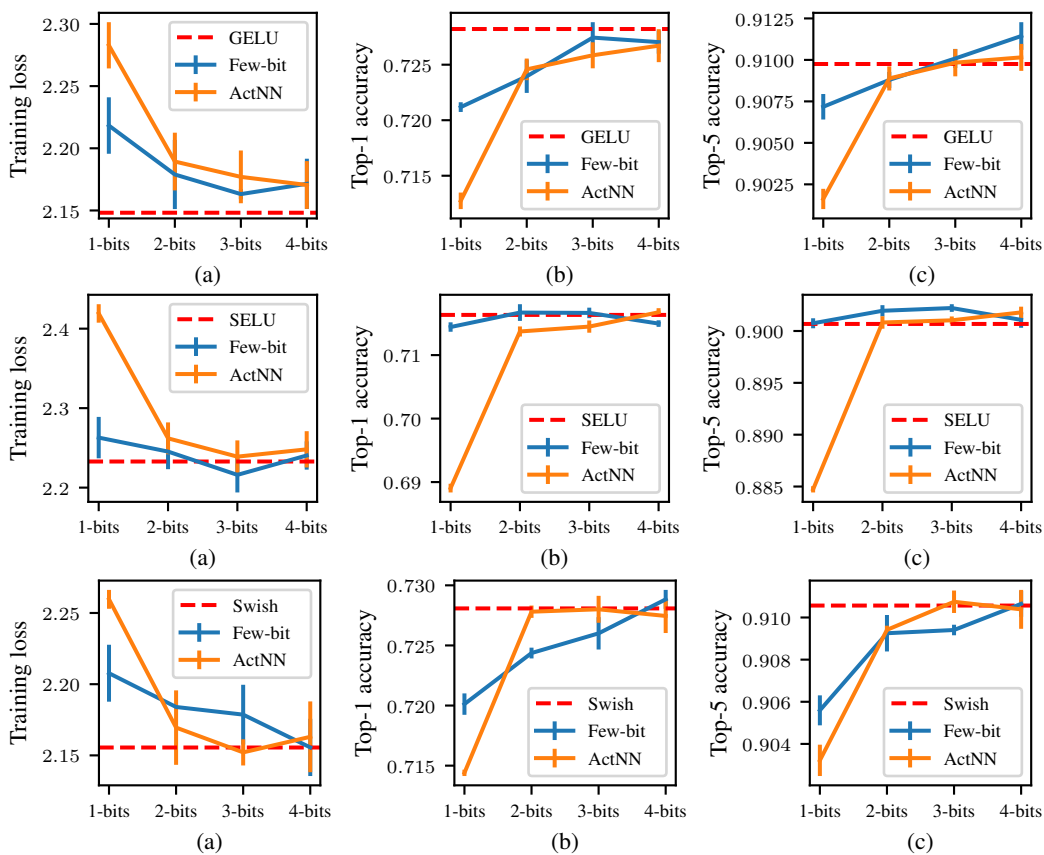 Training loss
2.30
2.25
2.20
2.15
GELU
Few-bit
ActNN
1-bits 2-bits 3-bits 4-bits
(a)
Top-1 accuracy
0.725
0.720
0.715
GELU
Few-bit
ActNN
1-bits 2-bits 3-bits 4-bits
(b)
Top-5 accuracy
0.9125
0.9100
0.9075
0.9050
0.9025
GELU
Few-bit
ActNN
1-bits 2-bits 3-bits 4-bits
(c)
Training loss
2.4
2.3
2.2
SELU
Few-bit
ActNN
1-bits 2-bits 3-bits 4-bits
(a)
Top-1 accuracy
0.71
0.70
0.69
SELU
Few-bit
ActNN
1-bits 2-bits 3-bits 4-bits
(b)
Top-5 accuracy
0.900
0.895
0.890
0.885
SELU
Few-bit
ActNN
1-bits 2-bits 3-bits 4-bits
(c)
Training loss
2.25
2.20
2.15
Swish
Few-bit
ActNN
1-bits 2-bits 3-bits 4-bits
(a)
Top-1 accuracy
0.730
0.725
0.720
0.715
Swish
Few-bit
ActNN
1-bits 2-bits 3-bits 4-bits
(b)
Top-5 accuracy
0.910
0.908
0.906
0.904
Swish
Few-bit
ActNN
1-bits 2-bits 3-bits 4-bits
(c)